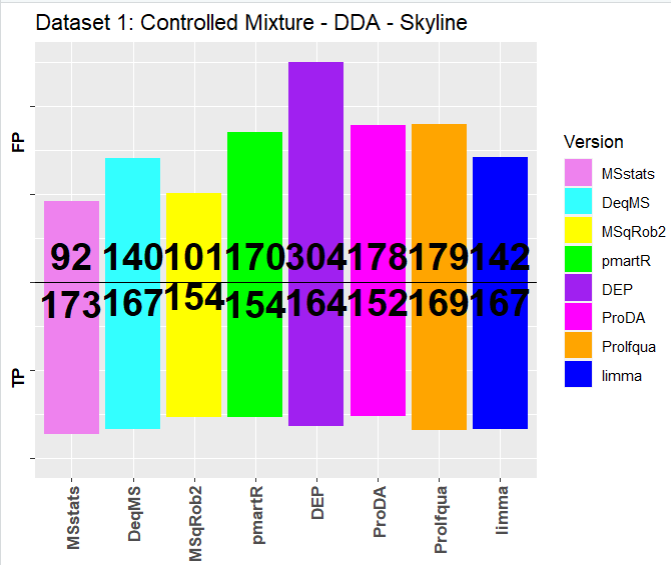 Dataset 1: Controlled Mixture - DDA - Skyline
FP
92 140 101 170 304 178 179 142
173 167 154 154 164 152 169 167
TP
MSstats
DeqMS
MSqRob2
pmartR
DEP
ProDA
Prolfqua
limma
Version
MSstats
DeqMS
MSqRob2
pmartR
DEP
ProDA
Prolfqua
limma